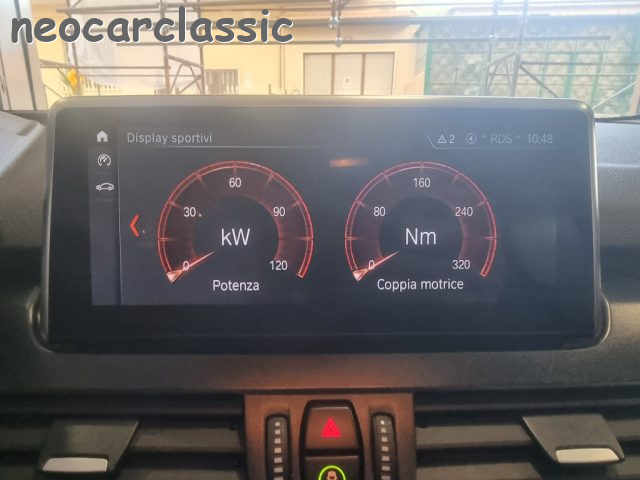 neocarclassic
Display sportivi
2 * RDS * 10:48
60 160
30 90 80 240
kW Nm
0 120 0 320
Potenza Coppia motrice